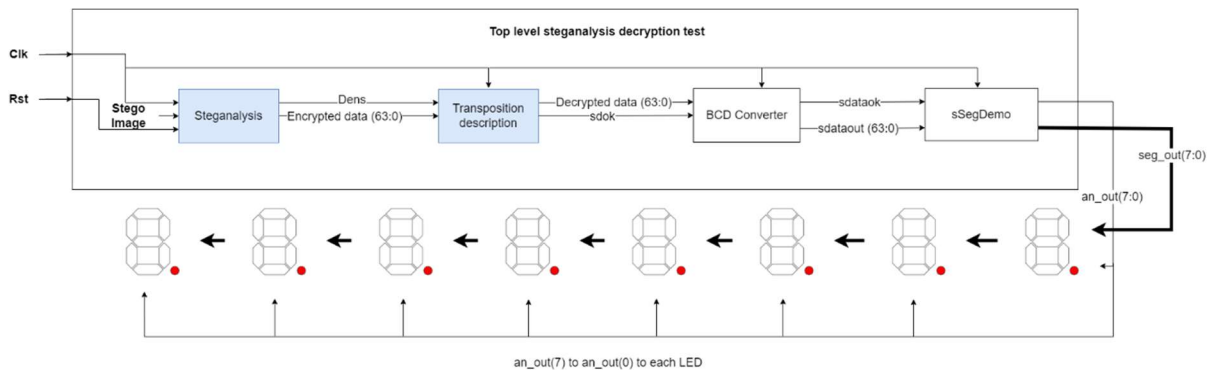 Top level steganalysis decryption test
Clk
Rst
Stego
Image
Steganalysis
Dens
Encrypted data (63:0)
Transposition
description
Decrypted data (63:0)
sdok
BCD Converter
sdataok
sdataout (63:0)
sSegDemo
seg_out(7:0)
an_out(7:0)
an_out(7) to an_out(0) to each LED